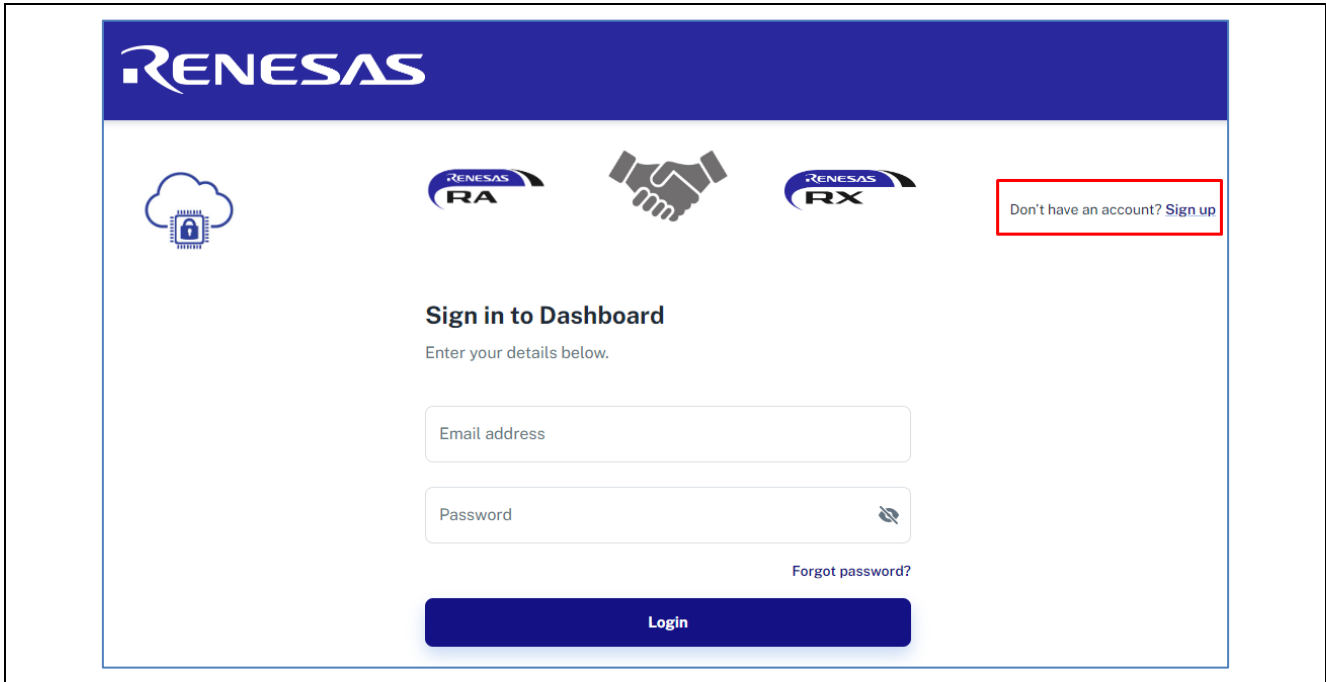 RENESAS
RENESAS
RA
RENESAS
RX
Don't have an account? Sign up
Sign in to Dashboard
Enter your details below.
Email address
Password
Forgot password?
Login